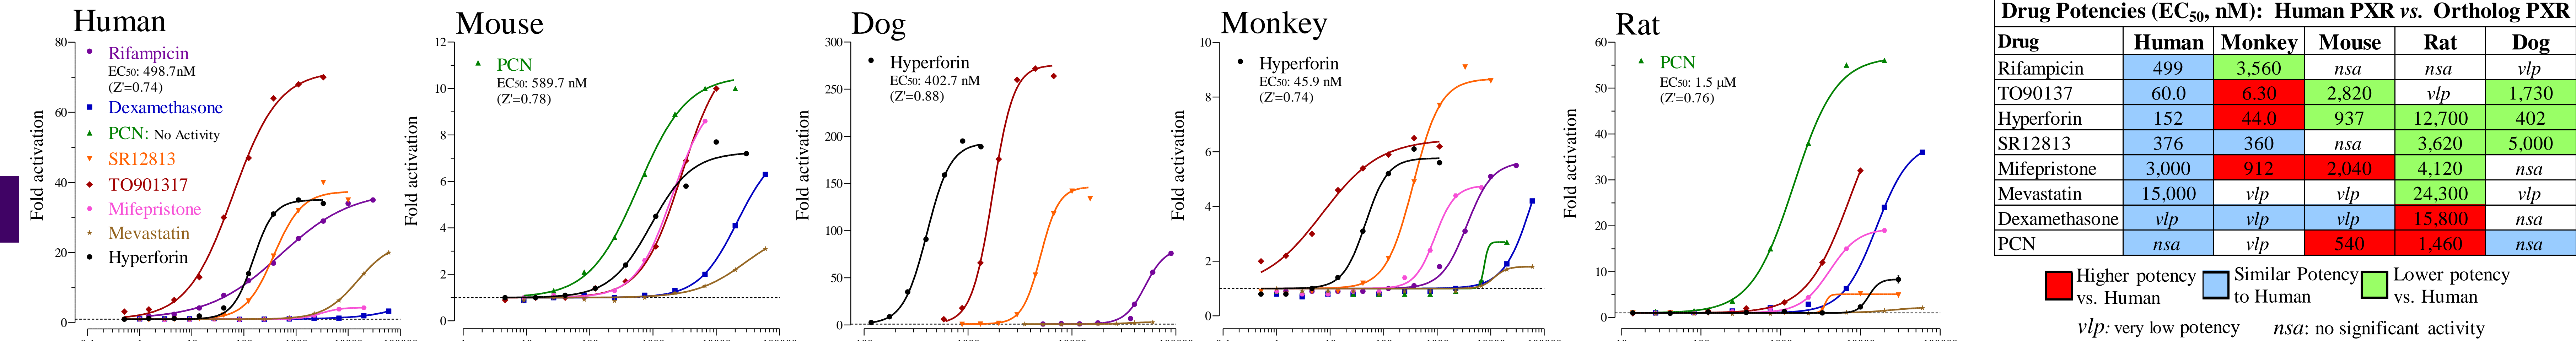 Human
80
60
40
20
0
Fold activation
Rifampicin
EC50: 498.7nM
(Z'=0.74)
Dexamethasone
PCN: No Activity
SR12813
TO901317
Mifepristone
Mevastatin
Hyperforin
Mouse
12
10
8
6
4
2
0
Fold activation
PCN
EC50: 589.7 nM
(Z'=0.78)
Dog
300
250
200
150
100
50
0
Fold activation
Hyperforin
EC50: 402.7 nM
(Z'=0.88)
Monkey
10
8
6
4
2
0
Fold activation
Hyperforin
EC50: 45.9 nM
(Z'=0.74)
Rat
60
50
40
30
20
10
0
Fold activation
PCN
EC50: 1.5 μM
(Z'=0.76)
Drug Potencies (EC50, nM): Human PXR vs. Ortholog PXR
Drug Human Monkey Mouse Rat Dog
Rifampicin 499 3,560 nsa nsa vlp
TO90137 60.0 6.30 2,820 vlp 1,730
Hyperforin 152 44.0 937 12,700 402
SR12813 376 360 nsa 3,620 5,000
Mifepristone 3,000 912 2,040 4,120 nsa
Mevastatin 15,000 vlp vlp 24,300 vlp
Dexamethasone vlp vlp vlp 15,800 nsa
PCN nsa vlp 540 1,460 nsa
Higher potency
vs. Human
Similar Potency
to Human
Lower potency
vs. Human
vlp: very low potency nsa: no significant activity